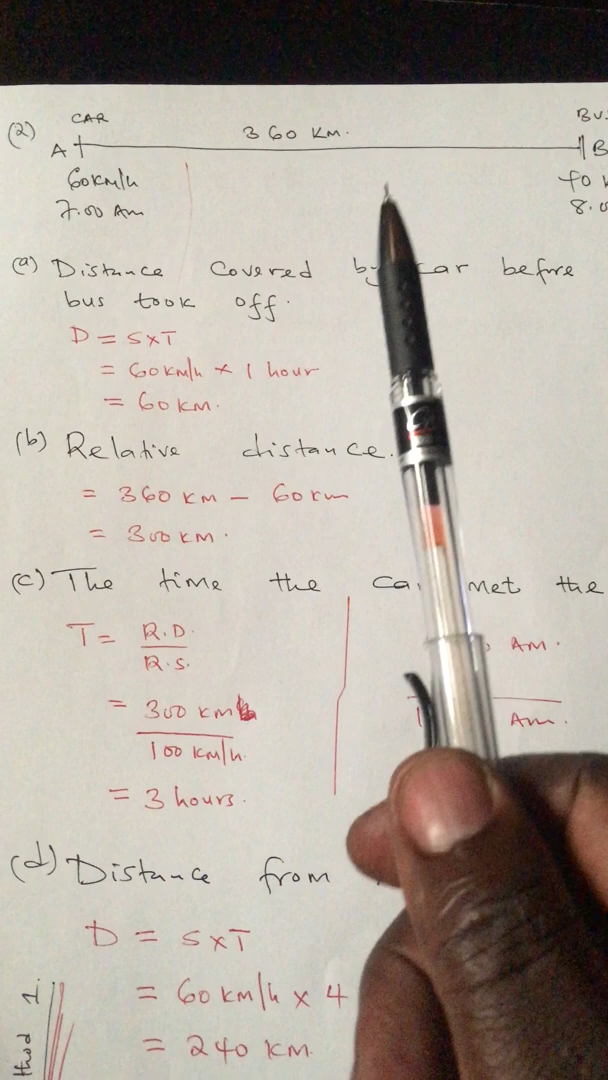 (2) CAR 360 KM.
A B
60km/h
7.00 Am 8.
(a) Distance Covered by car before
bus took off.
D = S×T
= 60km/h × 1 hour
= 60 km.
(b) Relative distance.
= 360 KM – 60 km
= 300 KM.
(c) The time the met the
T = R.D.
R.S.
AM.
= 300 km
100 km/h.
Am.
= 3 hours.
(d) Distance from
D = S×T
= 60 km/h × 4
= 240 KM.